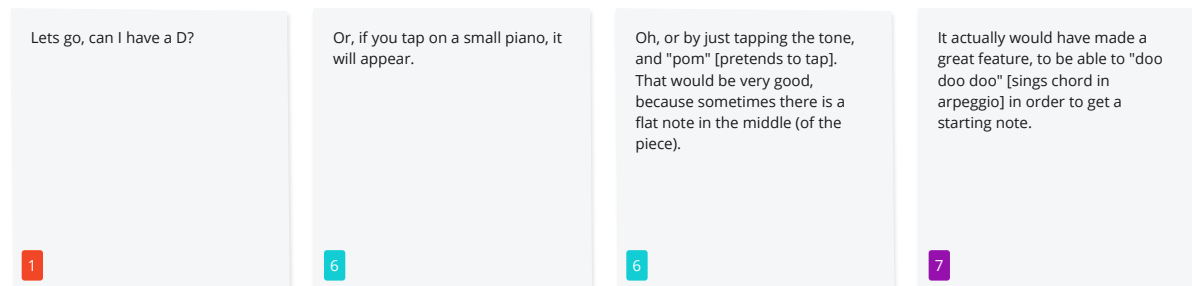 Lets go, can I have a D?
1
Or, if you tap on a small piano, it
will appear.
6
Oh, or by just tapping the tone,
and "pom" [pretends to tap].
That would be very good,
because sometimes there is a
flat note in the middle (of the
piece).
6
It actually would have made a
great feature, to be able to "doo
doo doo" [sings chord in
arpeggio] in order to get a
starting note.
7